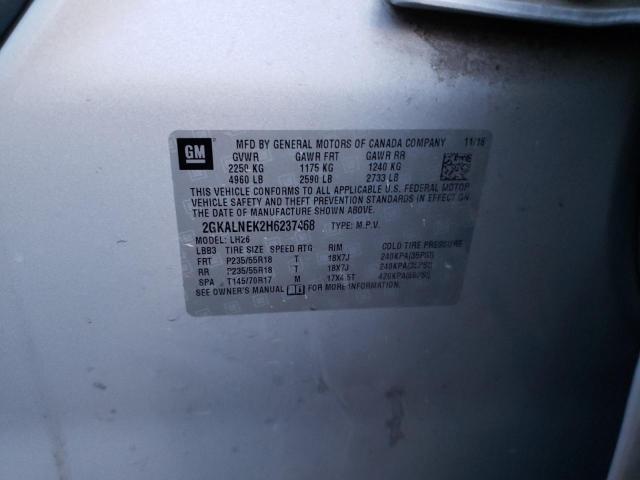 GM
MFD BY GENERAL MOTORS OF CANADA COMPANY 11/16
GVWR GAWR FRT GAWR RR
2250 KG 1175 KG 1240 KG
4960 LB 2590 LB 2733 LB
THIS VEHICLE CONFORMS TO ALL APPLICABLE U.S. FEDERAL MOTOR
VEHICLE SAFETY AND THEFT PREVENTION STANDARDS IN EFFECT ON
THE DATE OF MANUFACTURE SHOWN ABOVE.
2GKALNEK2H6237468 TYPE: M.P.V.
MODEL: LH26
LBB3 TIRE SIZE SPEED RTG RIM COLD TIRE PRESSURE
FRT P235/55R18 T 18X7J 240KPA(35PSI)
RR P235/55R18 T 18X7J 240KPA(35PSI)
SPA T145/70R17 M 17X4.5T 420KPA(60PSI)
SEE OWNER'S MANUAL FOR MORE INFORMATION.